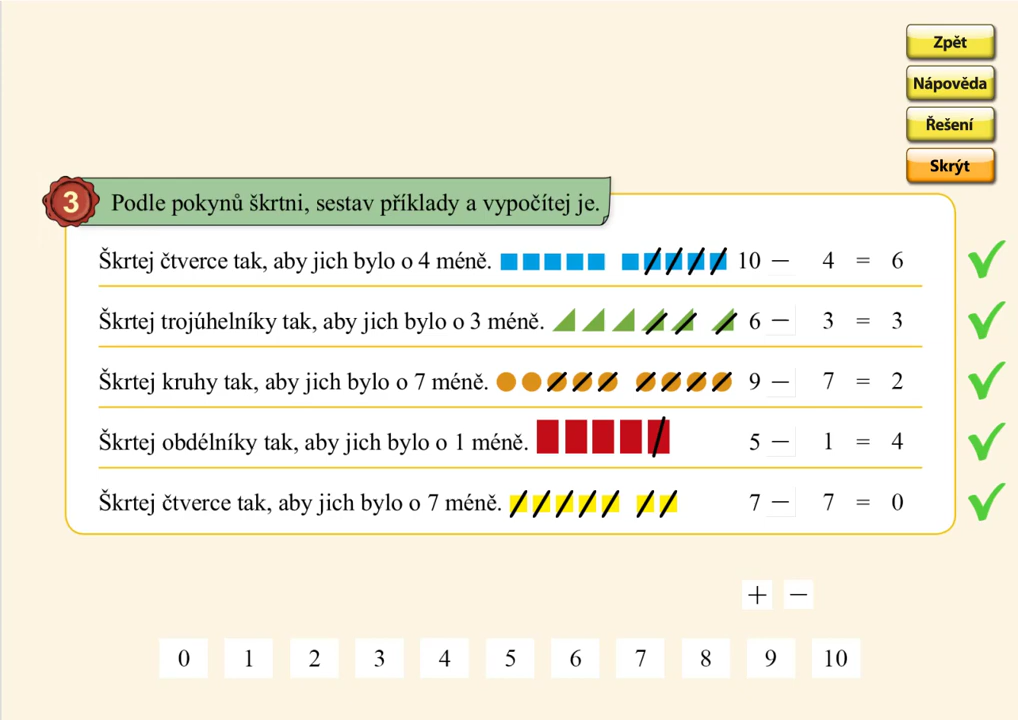 Zpět
Nápověda
Řešení
Skrýt
3 Podle pokynů škrtni, sestav příklady a vypočítej je.
Škrtej čtverce tak, aby jich bylo o 4 méně. 10 − 4 = 6
Škrtej trojúhelníky tak, aby jich bylo o 3 méně. 6 − 3 = 3
Škrtej kruhy tak, aby jich bylo o 7 méně. 9 − 7 = 2
Škrtej obdélníky tak, aby jich bylo o 1 méně. 5 − 1 = 4
Škrtej čtverce tak, aby jich bylo o 7 méně. 7 − 7 = 0
+ −
0 1 2 3 4 5 6 7 8 9 10